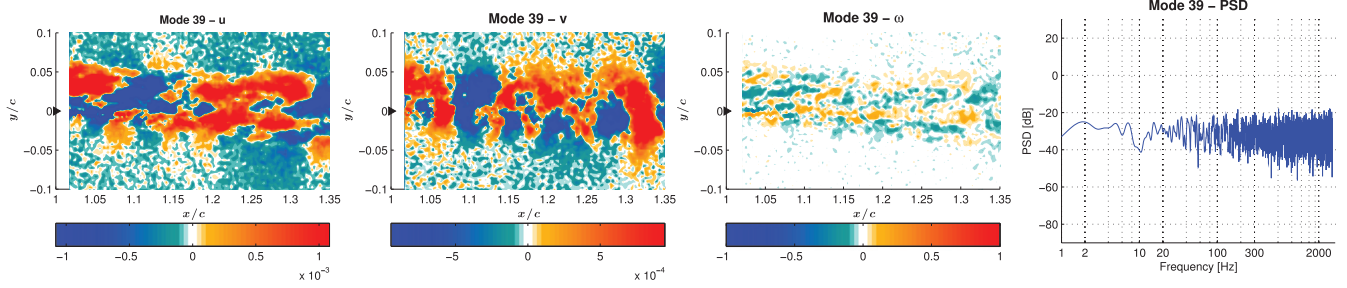 Mode 39 − u
0.1
0.05
0
−0.05
−0.1
y/c
1 1.05 1.1 1.15 1.2 1.25 1.3 1.35
x/c
−1 −0.5 0 0.5 1
x 10⁻³
Mode 39 − v
0.1
0.05
0
−0.05
−0.1
y/c
1 1.05 1.1 1.15 1.2 1.25 1.3 1.35
x/c
−5 0 5
x 10⁻⁴
Mode 39 − ω
0.1
0.05
0
−0.05
−0.1
y/c
1 1.05 1.1 1.15 1.2 1.25 1.3 1.35
x/c
−1 −0.5 0 0.5 1
Mode 39 − PSD
20
0
−20
−40
−60
−80
PSD [dB]
1 2 10 20 100 300 2000
Frequency [Hz]